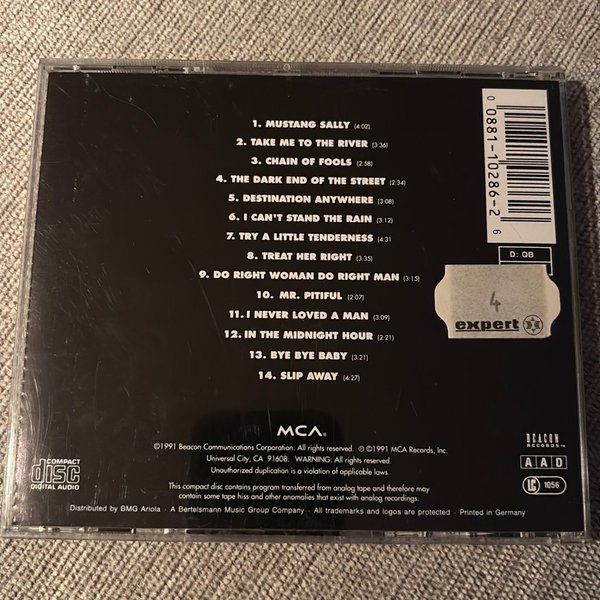 1. MUSTANG SALLY (4:02)
2. TAKE ME TO THE RIVER (3:36)
3. CHAIN OF FOOLS (2:58)
4. THE DARK END OF THE STREET (2:34)
5. DESTINATION ANYWHERE (3:08)
6. I CAN'T STAND THE RAIN (3:12)
7. TRY A LITTLE TENDERNESS (4:31
8. TREAT HER RIGHT (3:35)
9. DO RIGHT WOMAN DO RIGHT MAN (3:15)
10. MR. PITIFUL (2:07)
11. I NEVER LOVED A MAN (3:09)
12. IN THE MIDNIGHT HOUR (2:21)
13. BYE BYE BABY (3:21)
14. SLIP AWAY (4:27)
0 0881-10286-2 6
D: QB
4
expert
MCA®
©1991 Beacon Communications Corporation. All rights reserved. ℗©1991 MCA Records, Inc.
Universal City, CA 91608. WARNING: All rights reserved.
Unauthorized duplication is a violation of applicable laws.
This compact disc contains program transferred from analog tape and therefore may
contain some tape hiss and other anomalies that exist with analog recordings.
COMPACT
disc
DIGITAL AUDIO
BEACON
RECORDS™
AAD
LC 1056
Distributed by BMG Ariola · A Bertelsmann Music Group Company · All trademarks and logos are protected · Printed in Germany